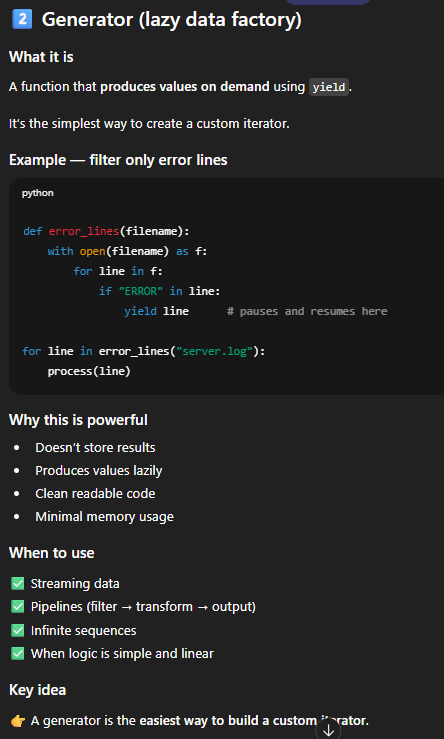 2 Generator (lazy data factory)
What it is
A function that produces values on demand using yield.
It's the simplest way to create a custom iterator.
Example — filter only error lines
python
def error_lines(filename):
    with open(filename) as f:
        for line in f:
            if "ERROR" in line:
                yield line      # pauses and resumes here
for line in error_lines("server.log"):
    process(line)
Why this is powerful
• Doesn't store results
• Produces values lazily
• Clean readable code
• Minimal memory usage
When to use
✅ Streaming data
✅ Pipelines (filter → transform → output)
✅ Infinite sequences
✅ When logic is simple and linear
Key idea
👉 A generator is the easiest way to build a custom iterator.